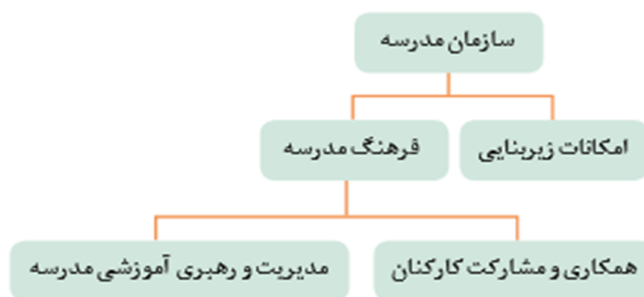 سازمان مدرسه
امکانات زیربنایی
فرهنگ مدرسه
همکاری و مشارکت کارکنان
مدیریت و رهبری آموزشی مدرسه